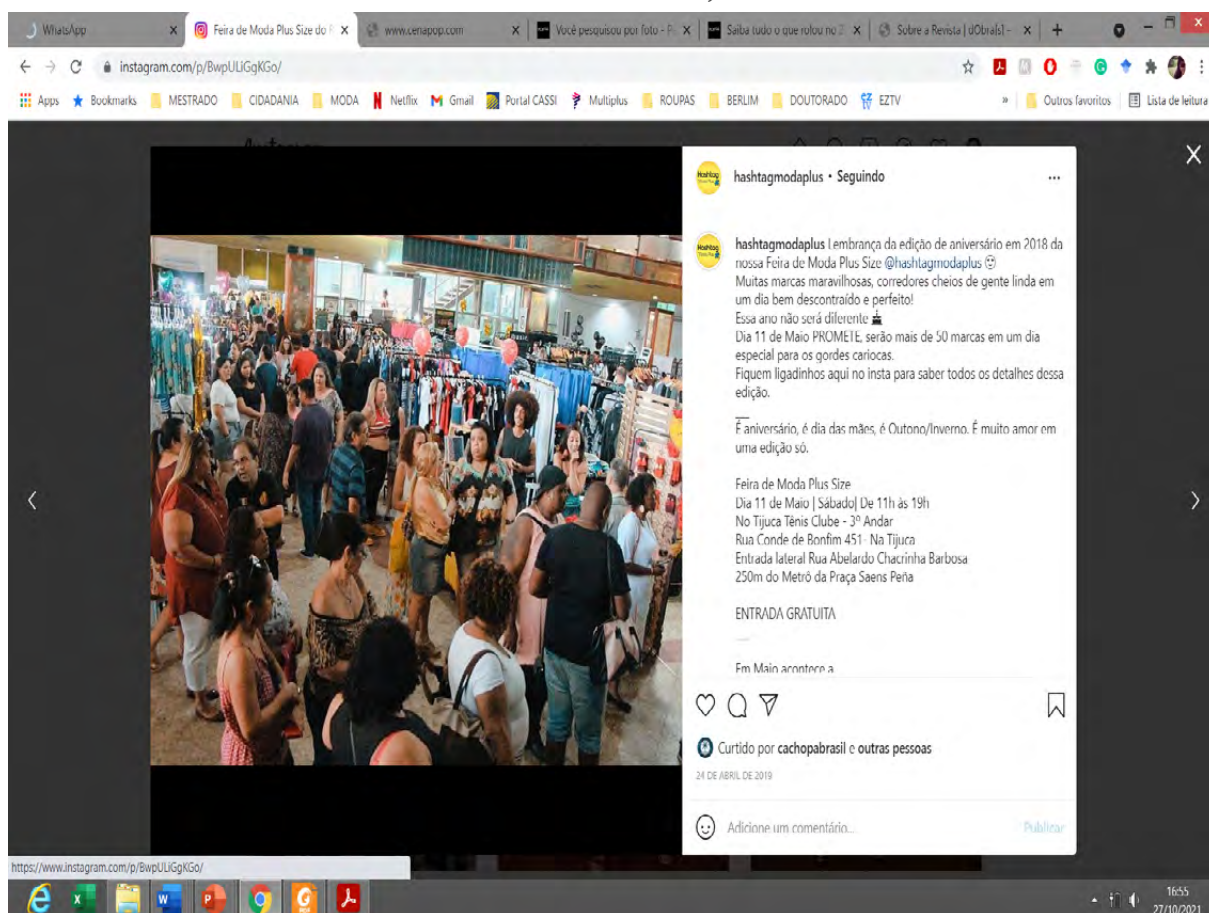 WhatsApp
Feira de Moda Plus Size do
www.cenapop.com
Você pesquisou por foto - P
Saiba tudo o que rolou no
Sobre a Revista | dObrals] -
instagram.com/p/BwpULiGgKGo/
Apps
Bookmarks
MESTRADO
CIDADANIA
MODA
Netflix
Gmail
Portal CASSI
Multiplus
ROUPAS
BERLIM
DOUTORADO
EZTV
»
Outros favoritos
Lista de leitura
hashtagmodaplus • Seguindo
hashtagmodaplus Lembrança da edição de aniversário em 2018 da
nossa Feira de Moda Plus Size @hashtagmodaplus
Muitas marcas maravilhosas, corredores cheios de gente linda em
um dia bem descontraído e perfeito!
Essa ano não será diferente
Dia 11 de Maio PROMETE, serão mais de 50 marcas em um dia
especial para os gordes cariocas.
Fiquem ligadinhos aqui no insta para saber todos os detalhes dessa
edição.
__
É aniversário, é dia das mães, é Outono/Inverno. É muito amor em
uma edição só.
Feira de Moda Plus Size
Dia 11 de Maio | Sábado| De 11h às 19h
No Tijuca Tênis Clube - 3º Andar
Rua Conde de Bonfim 451- Na Tijuca
Entrada lateral Rua Abelardo Chacrinha Barbosa
250m do Metrô da Praça Saens Peña
ENTRADA GRATUITA
Em Maio acontece a
Curtido por cachopabrasil e outras pessoas
24 DE ABRIL DE 2019
Adicione um comentário...
Publicar
https://www.instagram.com/p/BwpULiGgKGo/
16:55
27/10/2021